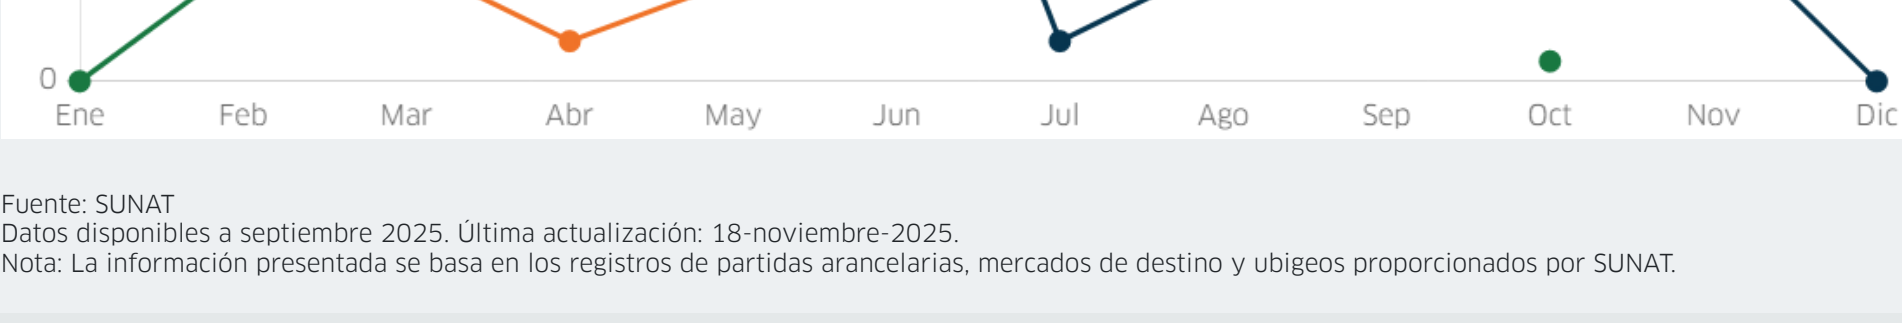 0
Ene Feb Mar Abr May Jun Jul Ago Sep Oct Nov Dic
Fuente: SUNAT
Datos disponibles a septiembre 2025. Última actualización: 18-noviembre-2025.
Nota: La información presentada se basa en los registros de partidas arancelarias, mercados de destino y ubigeos proporcionados por SUNAT.